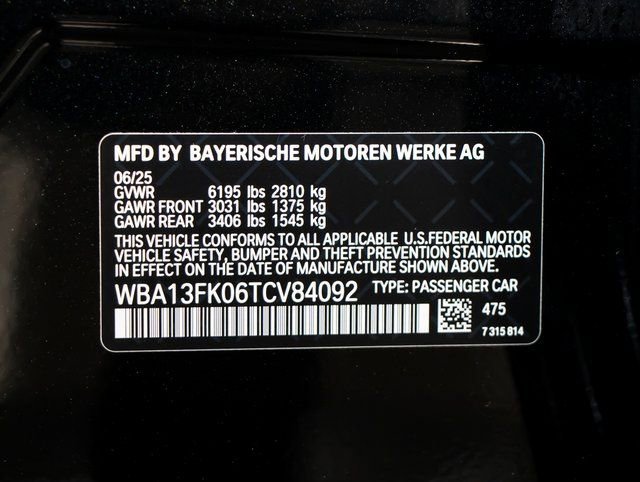 MFD BY BAYERISCHE MOTOREN WERKE AG
06/25
GVWR 6195 lbs 2810 kg
GAWR FRONT 3031 lbs 1375 kg
GAWR REAR 3406 lbs 1545 kg
THIS VEHICLE CONFORMS TO ALL APPLICABLE U.S.FEDERAL MOTOR
VEHICLE SAFETY, BUMPER AND THEFT PREVENTION STANDARDS
IN EFFECT ON THE DATE OF MANUFACTURE SHOWN ABOVE.
WBA13FK06TCV84092 TYPE: PASSENGER CAR
475
7 315 814